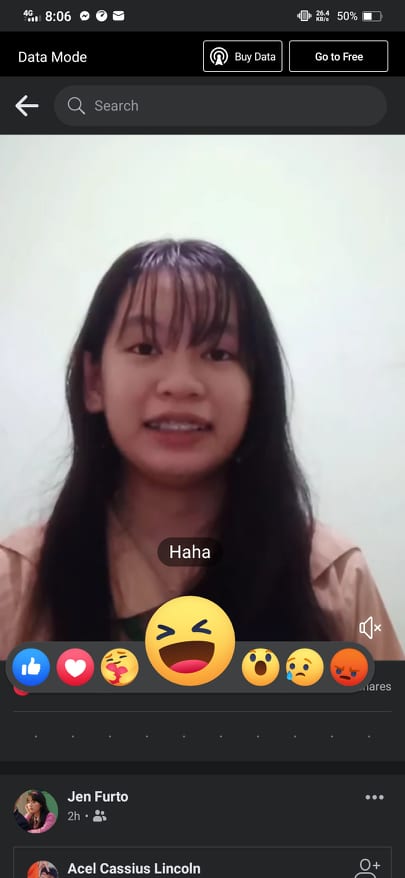 4G 8:06 26.4 KB/s 50%
Data Mode Buy Data Go to Free
Search
Haha
hares
Jen Furto
2h
Acel Cassius Lincoln